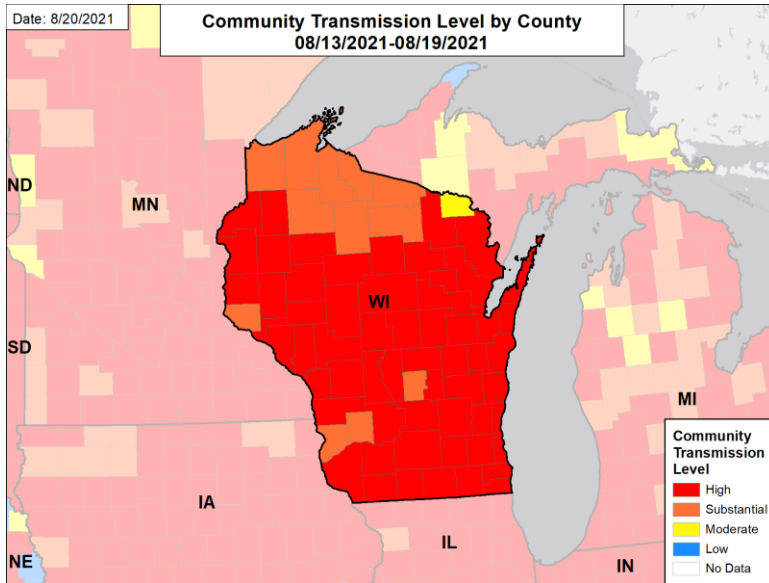 Date: 8/20/2021
Community Transmission Level by County
08/13/2021-08/19/2021
ND
MN
WI
SD
MI
IA
IL
NE
IN
Community
Transmission
Level
High
Substantial
Moderate
Low
No Data